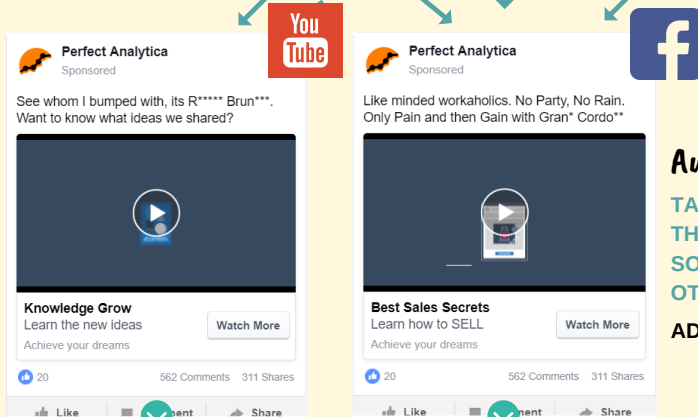 You
Tube
Perfect Analytica
Sponsored
See whom I bumped with, its R***** Brun***.
Want to know what ideas we shared?
Knowledge Grow
Learn the new ideas
Watch More
Achieve your dreams
20
562 Comments 311 Shares
Like
Share
Perfect Analytica
Sponsored
Like minded workaholics. No Party, No Rain.
Only Pain and then Gain with Gran* Cordo**
Best Sales Secrets
Learn how to SELL
Watch More
Achieve your dreams
20
562 Comments 311 Shares
Like
Share
f
TA
TH
SO
OT
AD